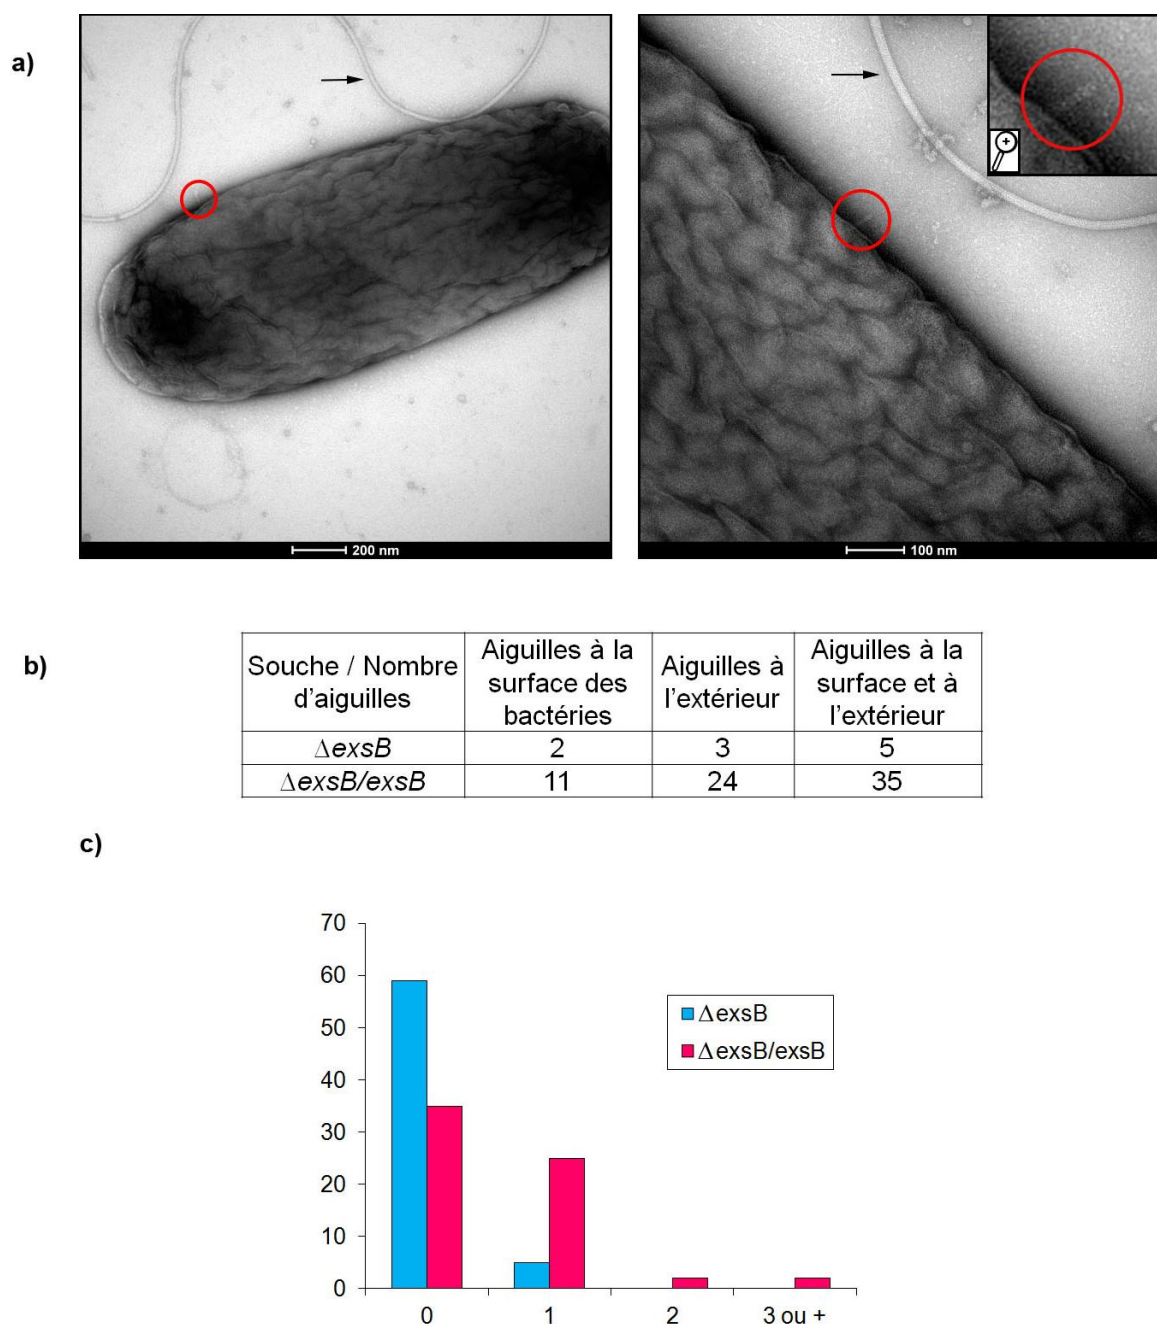 a)
200 nm
100 nm
b)
Souche / Nombre
d'aiguilles
Aiguilles à la
surface des
bactéries
Aiguilles à
l'extérieur
Aiguilles à la
surface et à
l'extérieur
ΔexsB
2
3
5
ΔexsB/exsB
11
24
35
c)
70
60
50
40
30
20
10
0
ΔexsB
ΔexsB/exsB
0
1
2
3 ou +